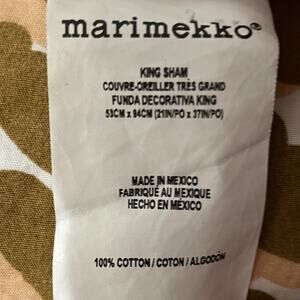 marimekko®
KING SHAM
COUVRE-OREILLER TRÈS GRAND
FUNDA DECORATIVA KING
53CM x 94CM (21IN/PO x 37IN/PO)
MADE IN MEXICO
FABRIQUÉ AU MEXIQUE
HECHO EN MÉXICO
100% COTTON / COTON / ALGODÓN